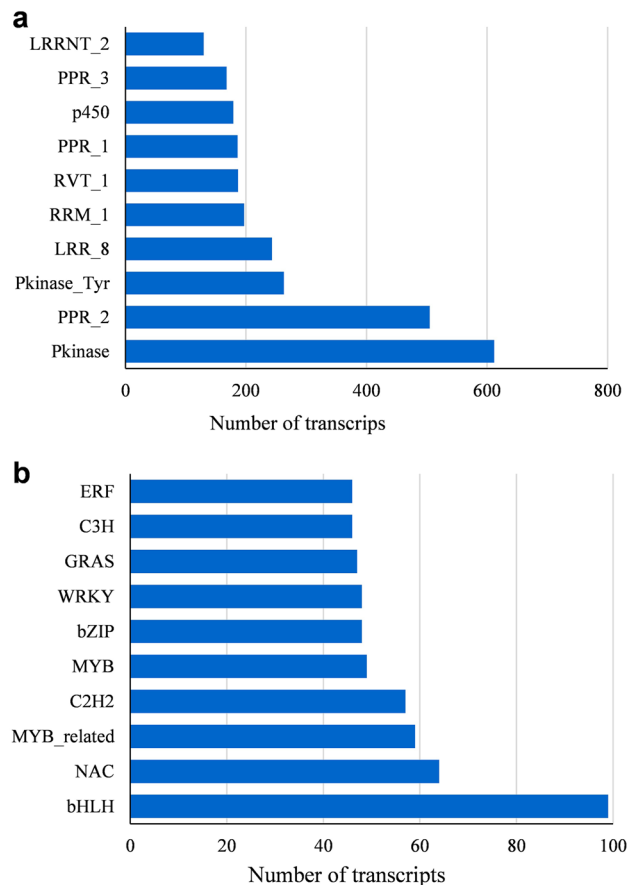 a
LRRNT_2
PPR_3
p450
PPR_1
RVT_1
RRM_1
LRR_8
Pkinase_Tyr
PPR_2
Pkinase
0 200 400 600 800
Number of transcrips
b
ERF
C3H
GRAS
WRKY
bZIP
MYB
C2H2
MYB_related
NAC
bHLH
0 20 40 60 80 100
Number of transcripts